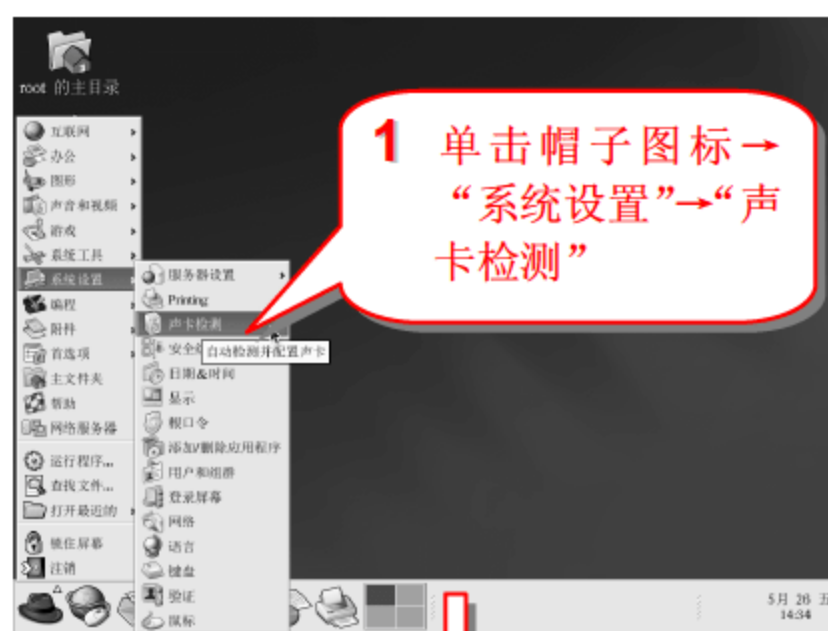 root 的主目录
1 单击帽子图标→
“系统设置”→“声
卡检测”
互联网
办公
图形
声音和视频
游戏
系统工具
系统设置
编程
附件
首选项
主文件夹
帮助
网络服务器
运行程序...
查找文件...
打开最近的
锁住屏幕
注销
服务器设置
Printing
声卡检测
安全
自动检测并配置声卡
日期&时间
显示
根口令
添加/删除应用程序
用户和组群
登录屏幕
网络
语言
键盘
验证
鼠标
5月 26 五
14:34